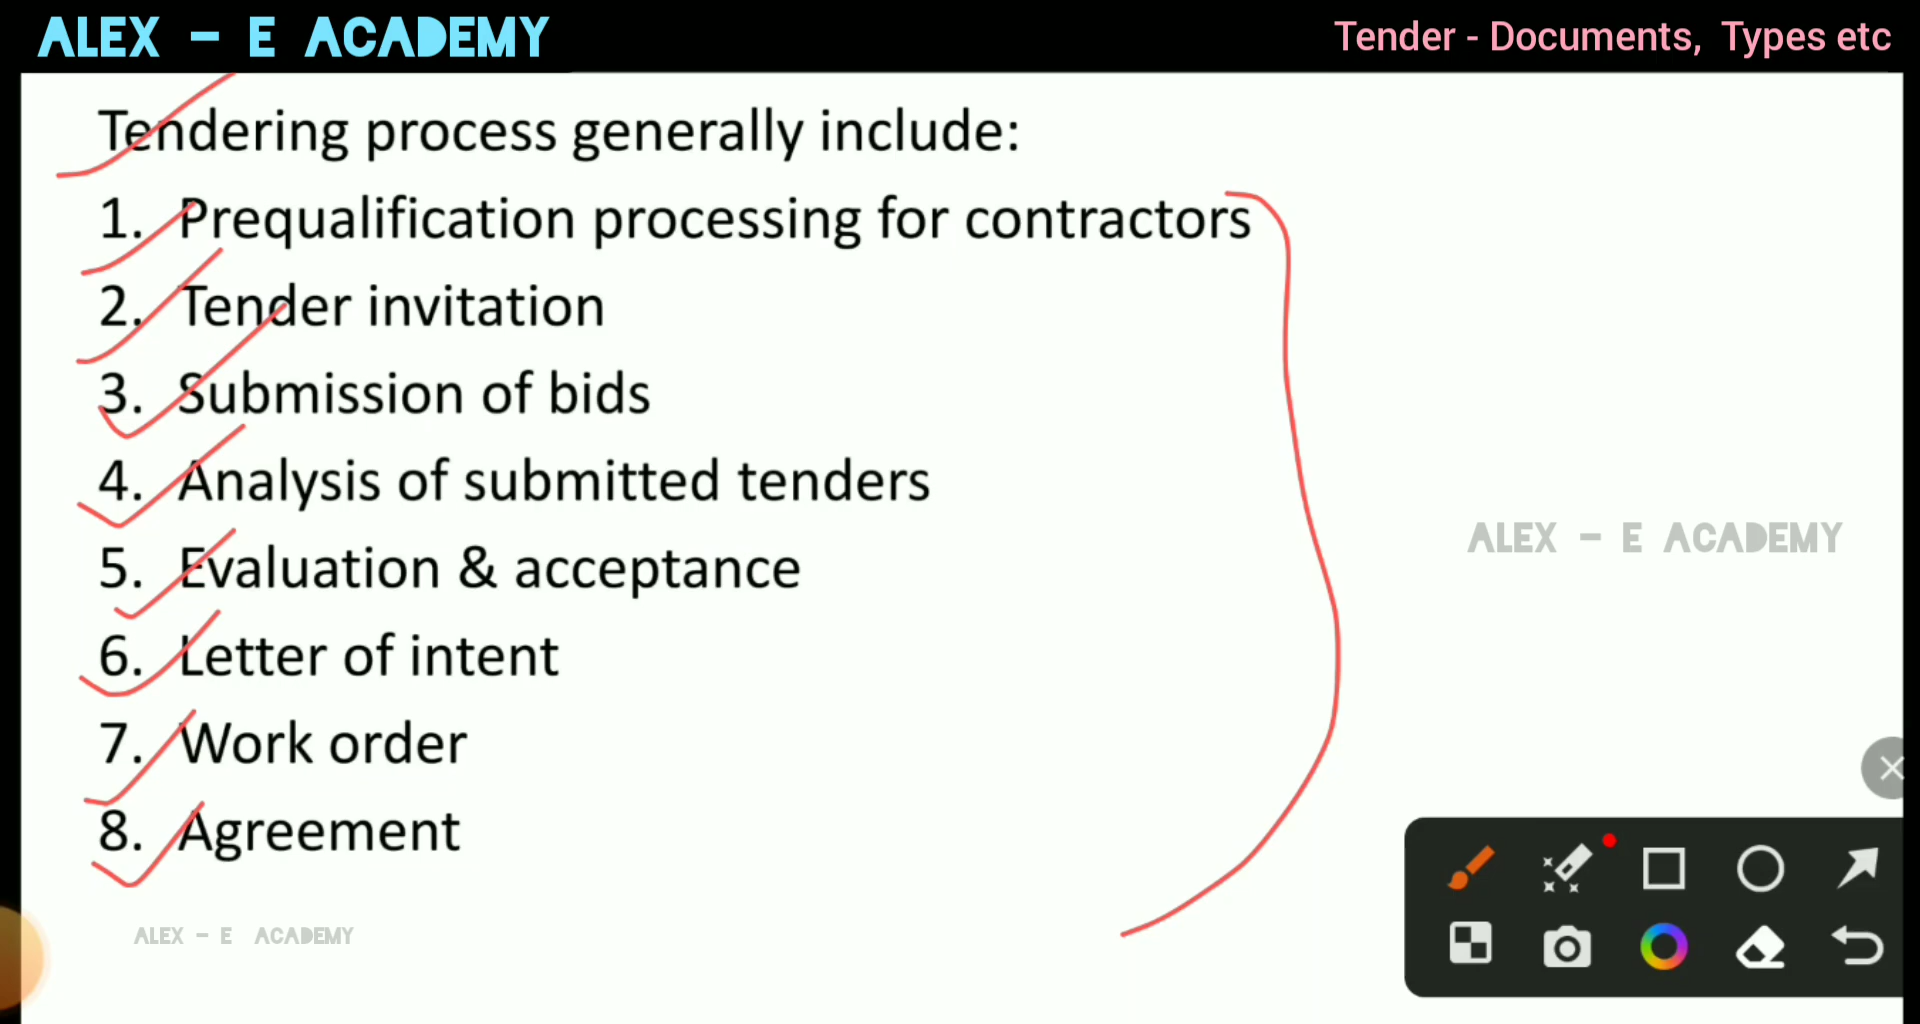 ALEX - E ACADEMY
Tender - Documents, Types etc
Tendering process generally include:
1. Prequalification processing for contractors
2. Tender invitation
3. Submission of bids
4. Analysis of submitted tenders
5. Evaluation & acceptance
6. Letter of intent
7. Work order
8. Agreement
ALEX - E ACADEMY
ALEX - E ACADEMY